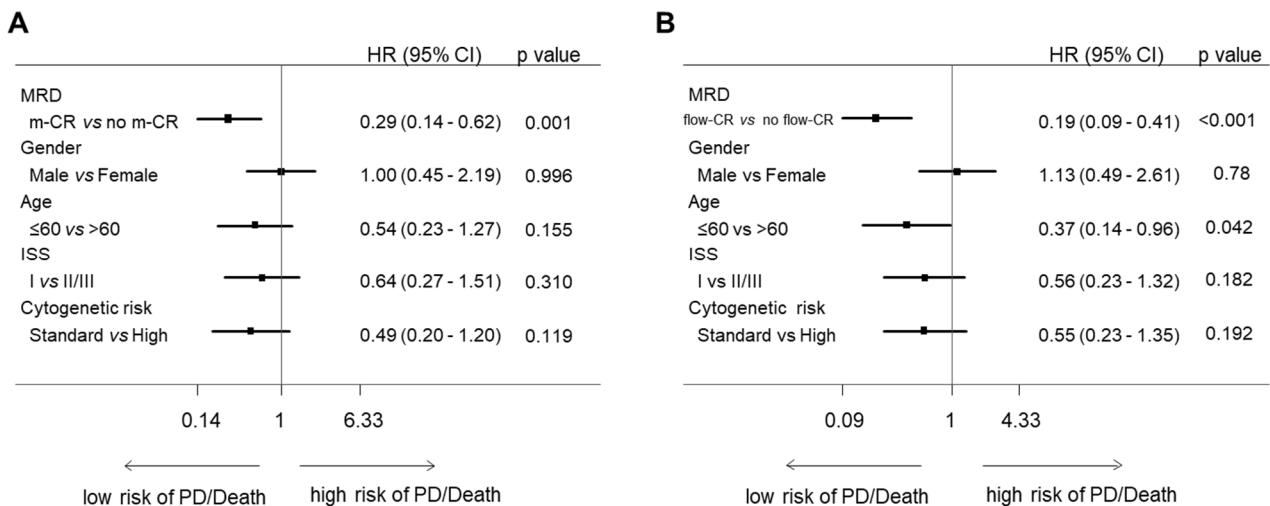 A
HR (95% CI) p value
MRD
m-CR vs no m-CR 0.29 (0.14 - 0.62) 0.001
Gender
Male vs Female 1.00 (0.45 - 2.19) 0.996
Age
≤60 vs >60 0.54 (0.23 - 1.27) 0.155
ISS
I vs II/III 0.64 (0.27 - 1.51) 0.310
Cytogenetic risk
Standard vs High 0.49 (0.20 - 1.20) 0.119
0.14 1 6.33
low risk of PD/Death high risk of PD/Death
B
HR (95% CI) p value
MRD
flow-CR vs no flow-CR 0.19 (0.09 - 0.41) <0.001
Gender
Male vs Female 1.13 (0.49 - 2.61) 0.78
Age
≤60 vs >60 0.37 (0.14 - 0.96) 0.042
ISS
I vs II/III 0.56 (0.23 - 1.32) 0.182
Cytogenetic risk
Standard vs High 0.55 (0.23 - 1.35) 0.192
0.09 1 4.33
low risk of PD/Death high risk of PD/Death